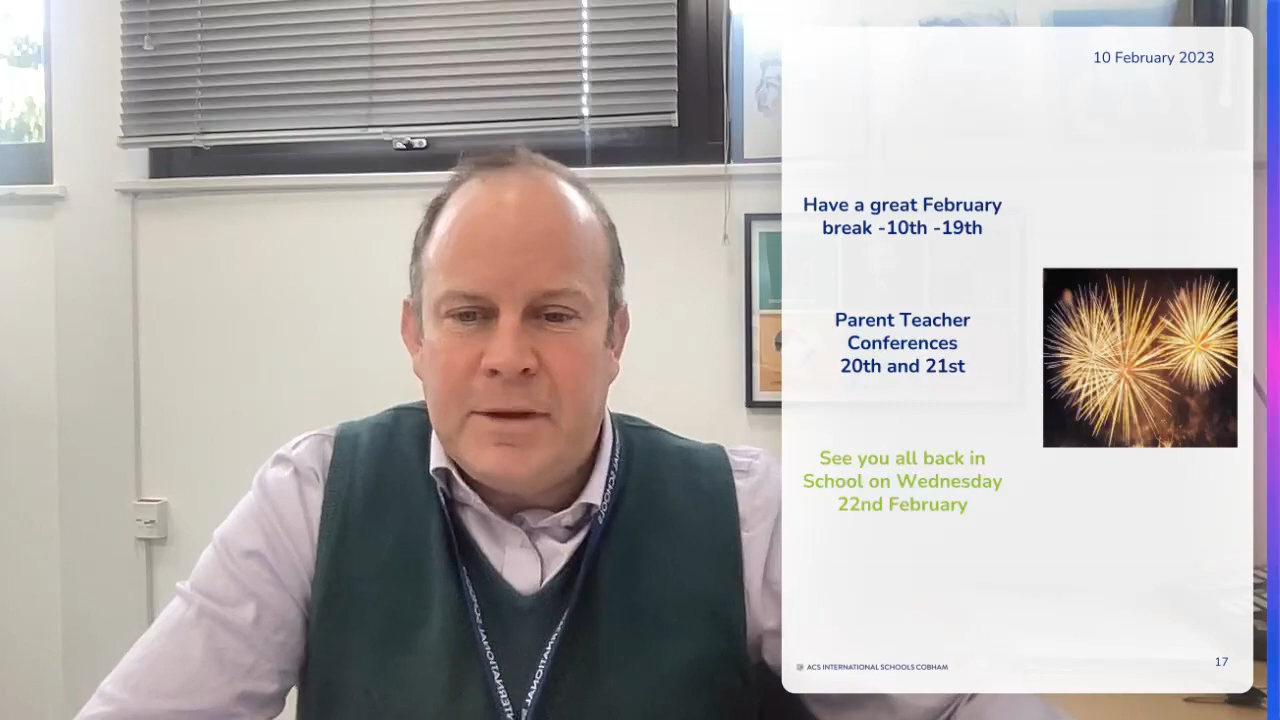 10 February 2023
Have a great February
break -10th -19th
Parent Teacher
Conferences
20th and 21st
See you all back in
School on Wednesday
22nd February
ACS INTERNATIONAL SCHOOLS COBHAM
17